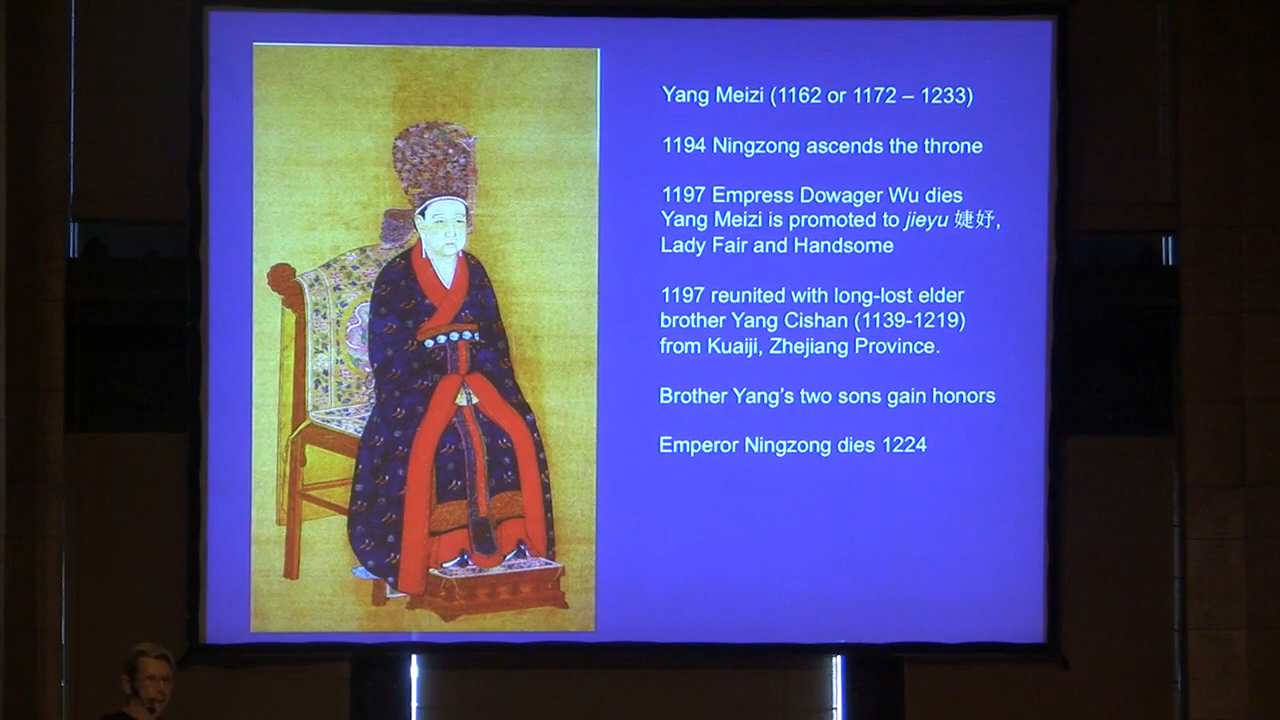 Yang Meizi (1162 or 1172 – 1233)
1194 Ningzong ascends the throne
1197 Empress Dowager Wu dies
Yang Meizi is promoted to jieyu 婕妤,
Lady Fair and Handsome
1197 reunited with long-lost elder
brother Yang Cishan (1139-1219)
from Kuaiji, Zhejiang Province.
Brother Yang's two sons gain honors
Emperor Ningzong dies 1224